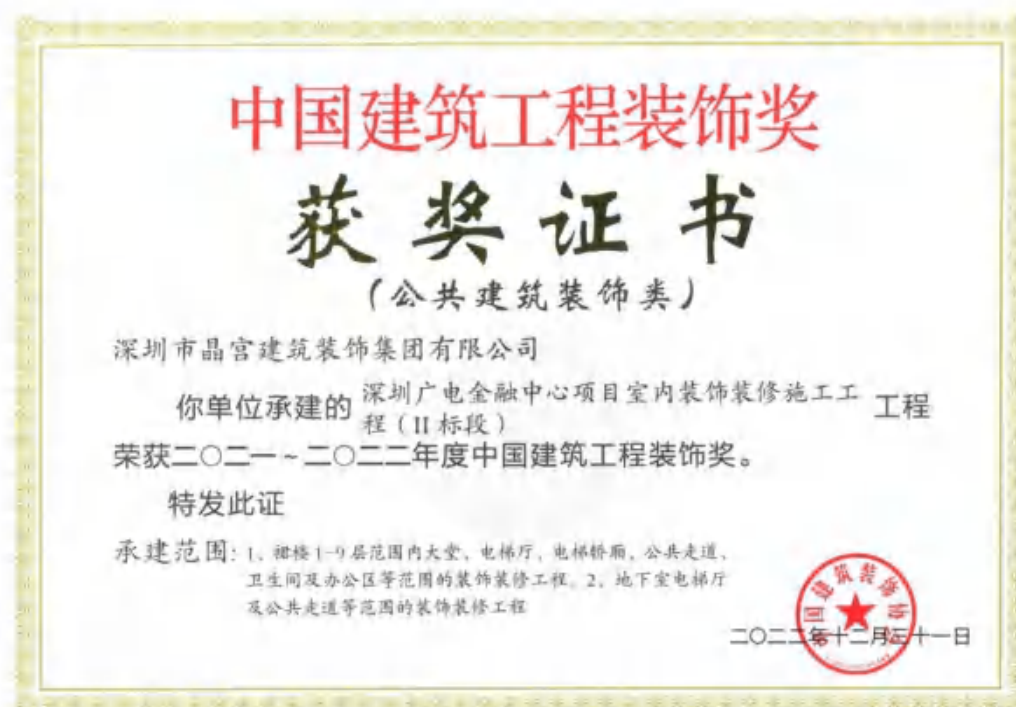 中国建筑工程装饰奖
获奖证书
（公共建筑装饰类）
深圳市晶宫建筑装饰集团有限公司
你单位承建的 深圳广电金融中心项目室内装饰装修施工工程（II标段） 工程
荣获二〇二一～二〇二二年度中国建筑工程装饰奖。
特发此证
承建范围：1、裙楼1-9层范围内大堂、电梯厅、电梯轿厢、公共走道、
卫生间及办公区等范围的装饰装修工程。2、地下室电梯厅
及公共走道等范围的装饰装修工程
中国建筑装饰协会
二〇二二年十二月三十一日